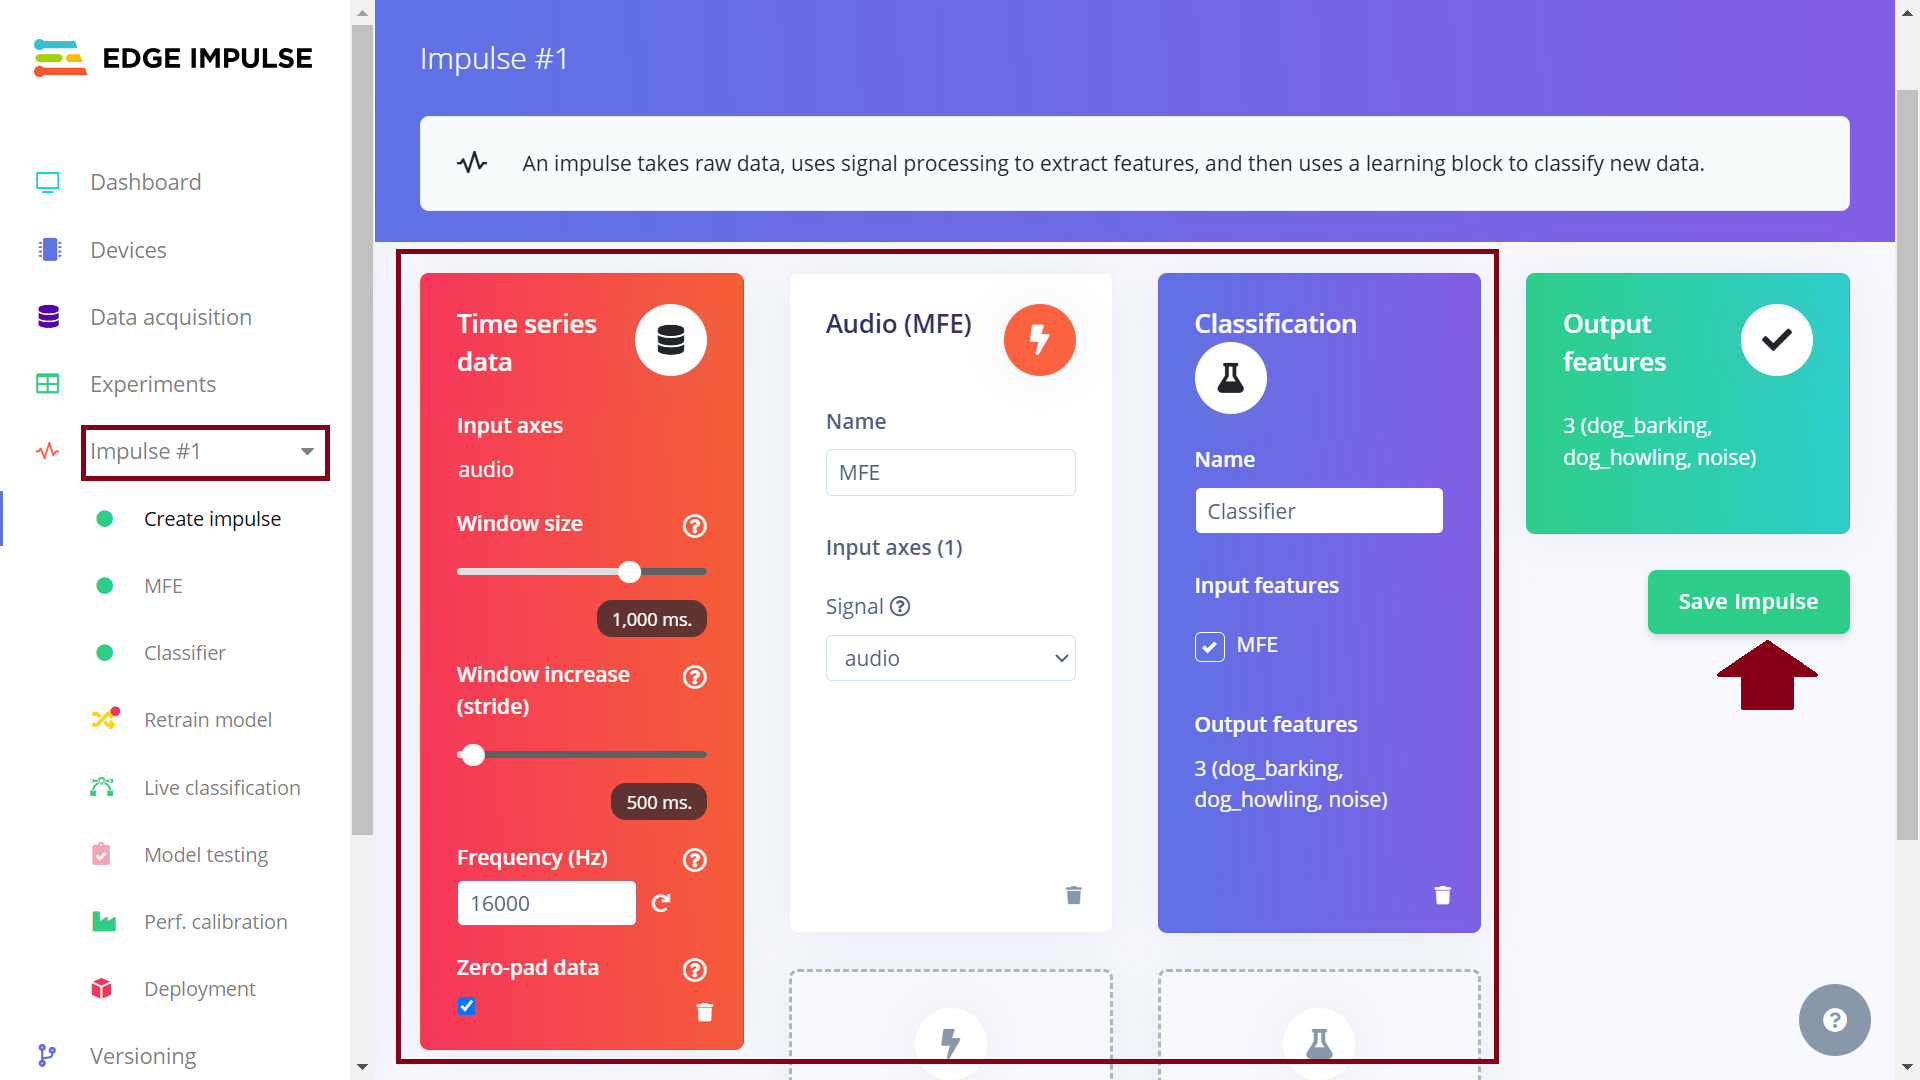 EDGE IMPULSE
Dashboard
Devices
Data acquisition
Experiments
Impulse #1
Create impulse
MFE
Classifier
Retrain model
Live classification
Model testing
Perf. calibration
Deployment
Versioning
Impulse #1
An impulse takes raw data, uses signal processing to extract features, and then uses a learning block to classify new data.
Time series
data
Input axes
audio
Window size
1,000 ms.
Window increase
(stride)
500 ms.
Frequency (Hz)
16000
Zero-pad data
Audio (MFE)
Name
MFE
Input axes (1)
Signal
audio
Classification
Name
Classifier
Input features
MFE
Output features
3 (dog_barking,
dog_howling, noise)
Output
features
3 (dog_barking,
dog_howling, noise)
Save Impulse